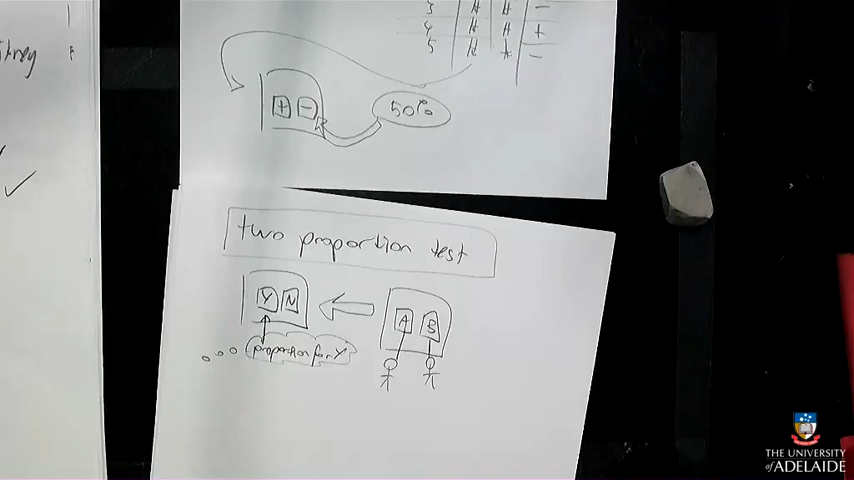 3 # # -
4 # # +
5 # # -
+ -
50%
two proportion test
Y N
A B
proportion for Y
THE UNIVERSITY
of ADELAIDE